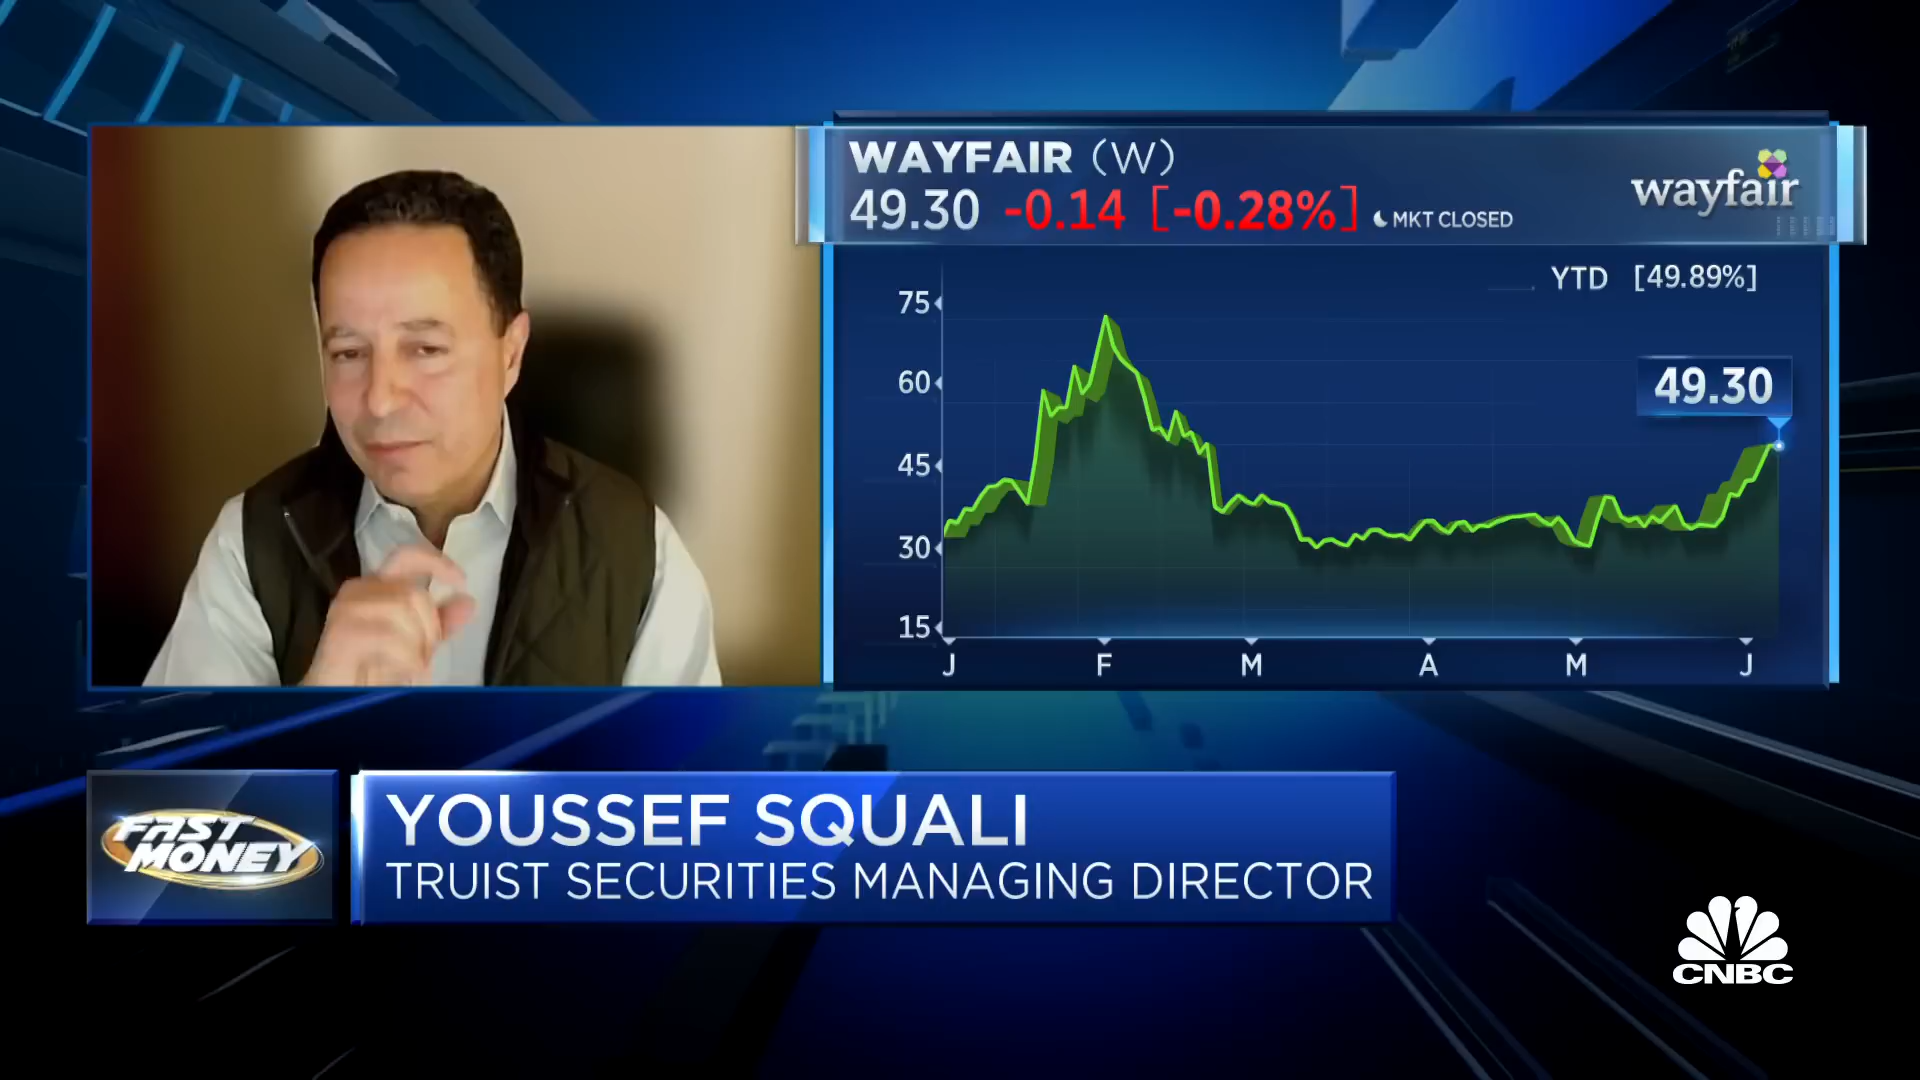 WAYFAIR (W)
49.30 -0.14 [-0.28%] MKT CLOSED
wayfair
YTD [49.89%]
75
60
45
30
15
49.30
J F M A M J
FAST
MONEY
YOUSSEF SQUALI
TRUIST SECURITIES MANAGING DIRECTOR
CNBC